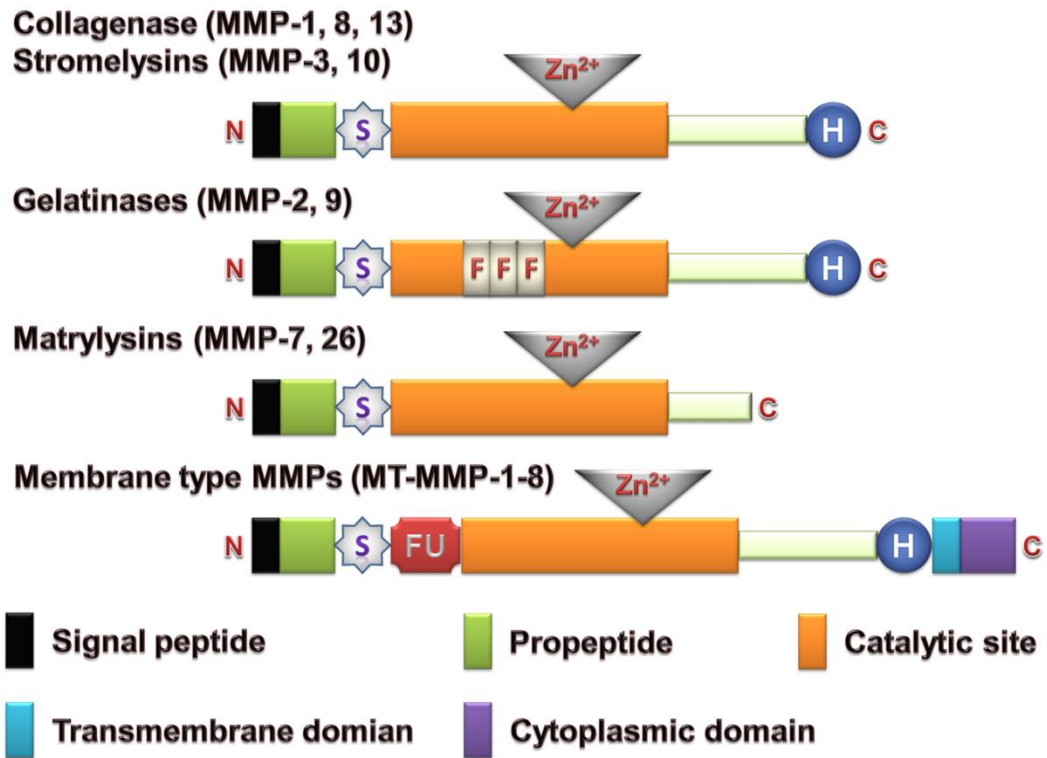 Collagenase (MMP-1, 8, 13)
Stromelysins (MMP-3, 10)
Zn²⁺
N S H C
Gelatinases (MMP-2, 9)
Zn²⁺
N S F F F H C
Matrylysins (MMP-7, 26)
Zn²⁺
N S C
Membrane type MMPs (MT-MMP-1-8)
Zn²⁺
N S FU H C
Signal peptide
Propeptide
Catalytic site
Transmembrane domian
Cytoplasmic domain